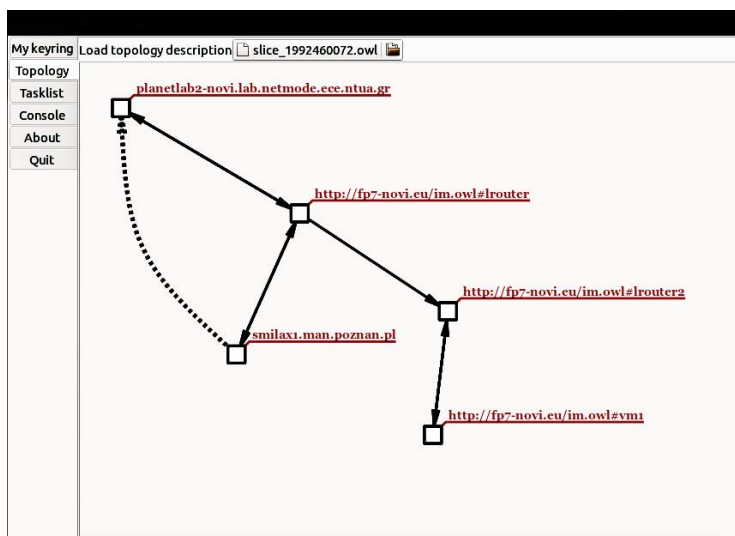 My keyring
Load topology description
slice_1992460072.owl
Topology
Tasklist
Console
About
Quit
planetlab2-novi.lab.netmode.ece.ntua.gr
http://fp7-novi.eu/im.owl#lrouter
http://fp7-novi.eu/im.owl#lrouter2
smilax1.man.poznan.pl
http://fp7-novi.eu/im.owl#vm1